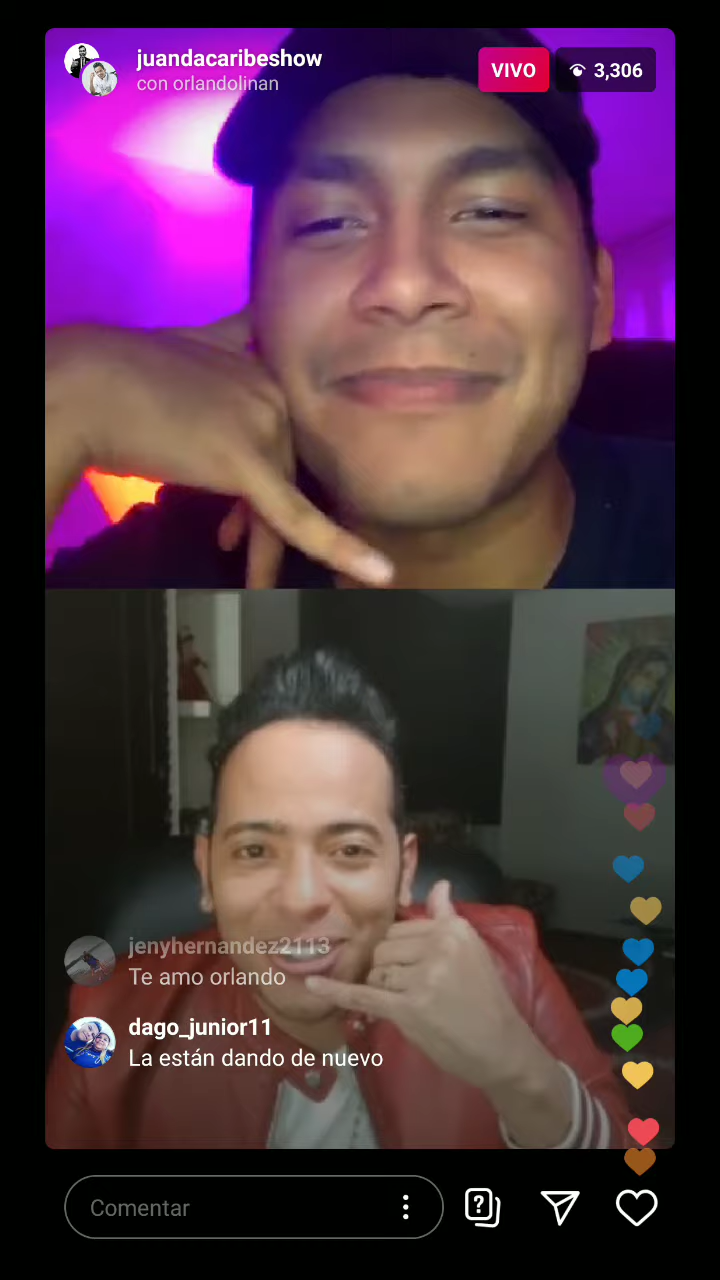 juandacaribeshow
con orlandolinan
VIVO
3,306
jenyhernandez2113
Te amo orlando
dago_junior11
La están dando de nuevo
Comentar